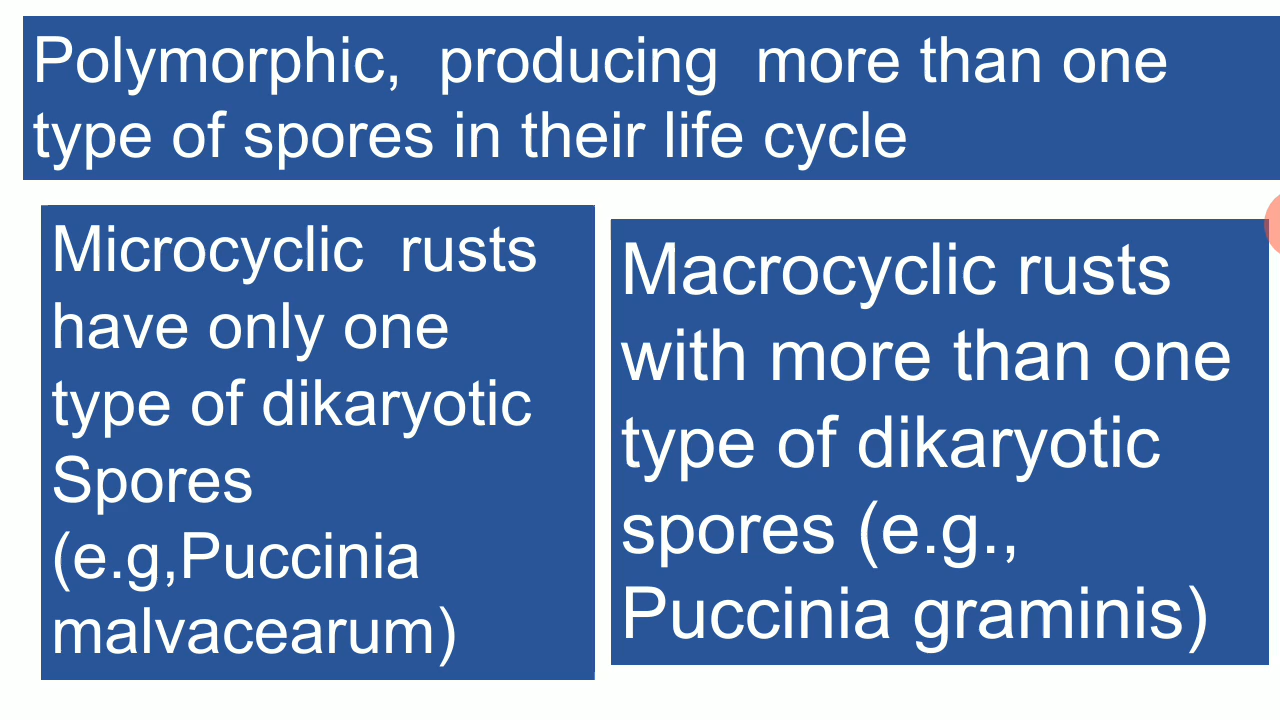 Polymorphic,  producing  more than one
type of spores in their life cycle
Microcyclic  rusts
have only one
type of dikaryotic
Spores
(e.g,Puccinia
malvacearum)
Macrocyclic rusts
with more than one
type of dikaryotic
spores (e.g.,
Puccinia graminis)